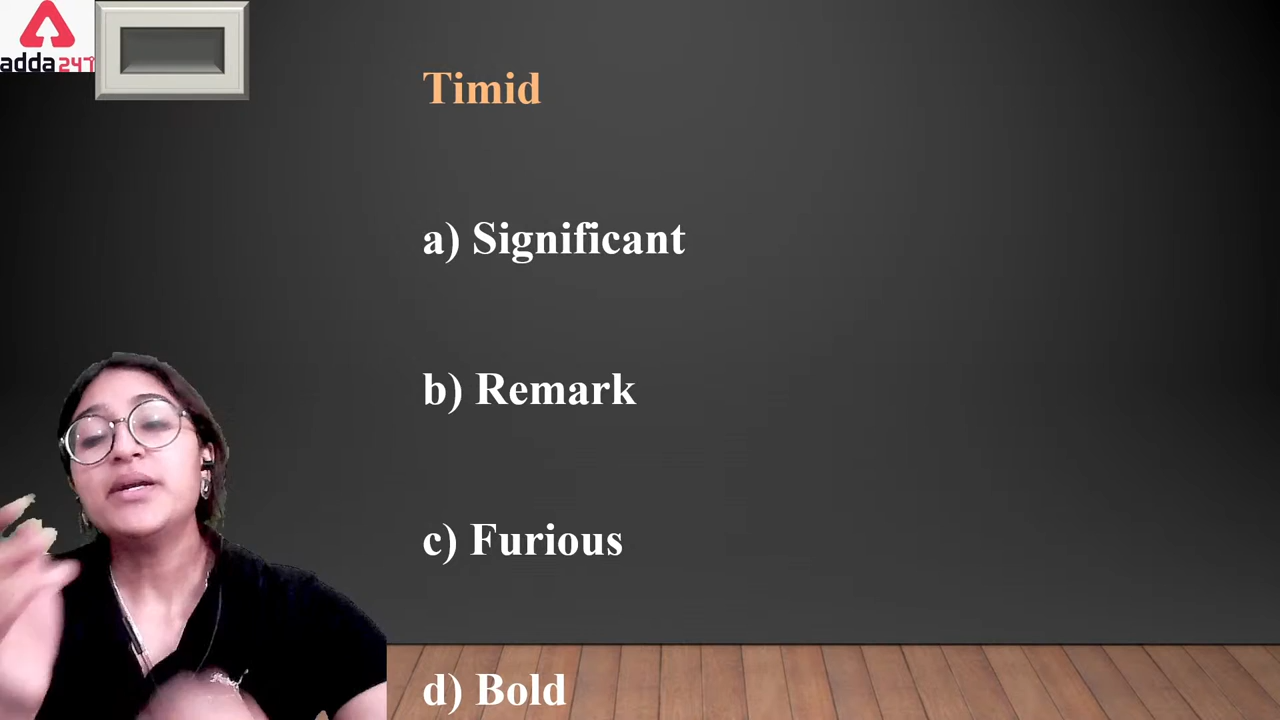 adda247
Timid
a) Significant
b) Remark
c) Furious
d) Bold